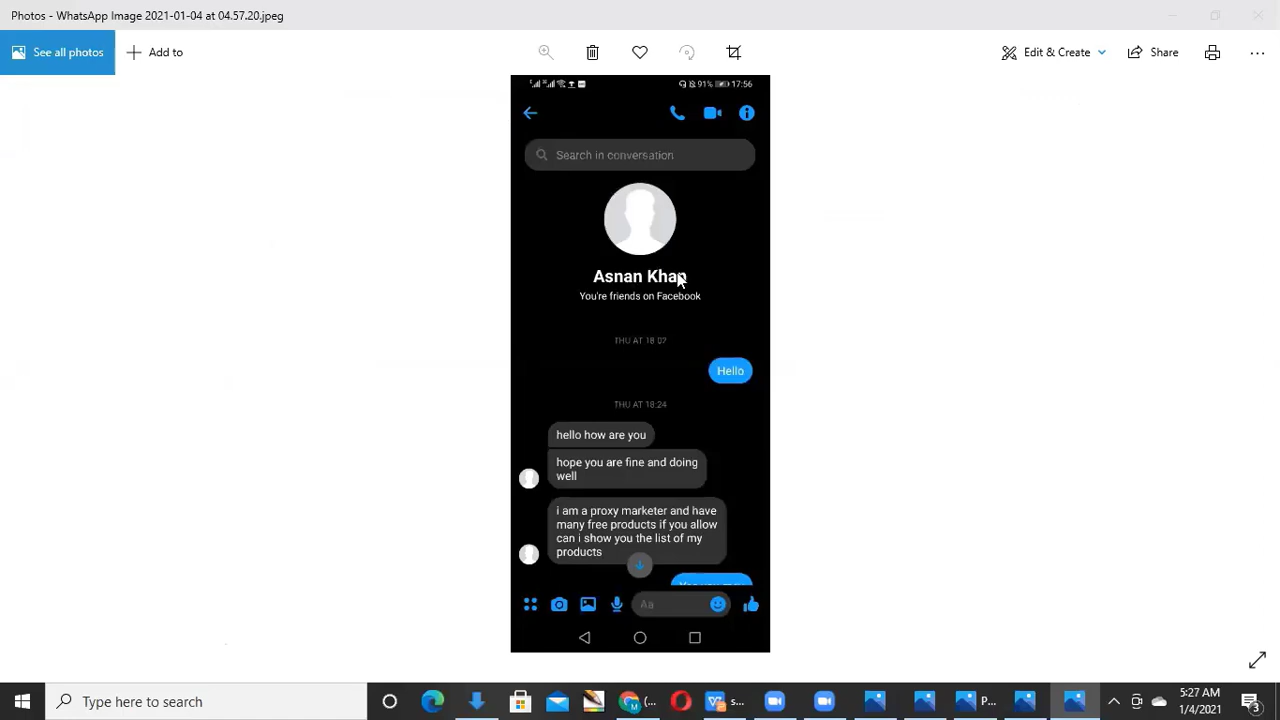 Photos - WhatsApp Image 2021-01-04 at 04.57.20.jpeg
See all photos
Add to
Edit & Create
Share
91% 17:56
Search in conversation
Asnan Khan
You're friends on Facebook
THU AT 18:07
Hello
THU AT 18:24
hello how are you
hope you are fine and doing
well
i am a proxy marketer and have
many free products if you allow
can i show you the list of my
products
Aa
Type here to search
(...
s...
P...
5:27 AM
1/4/2021
3